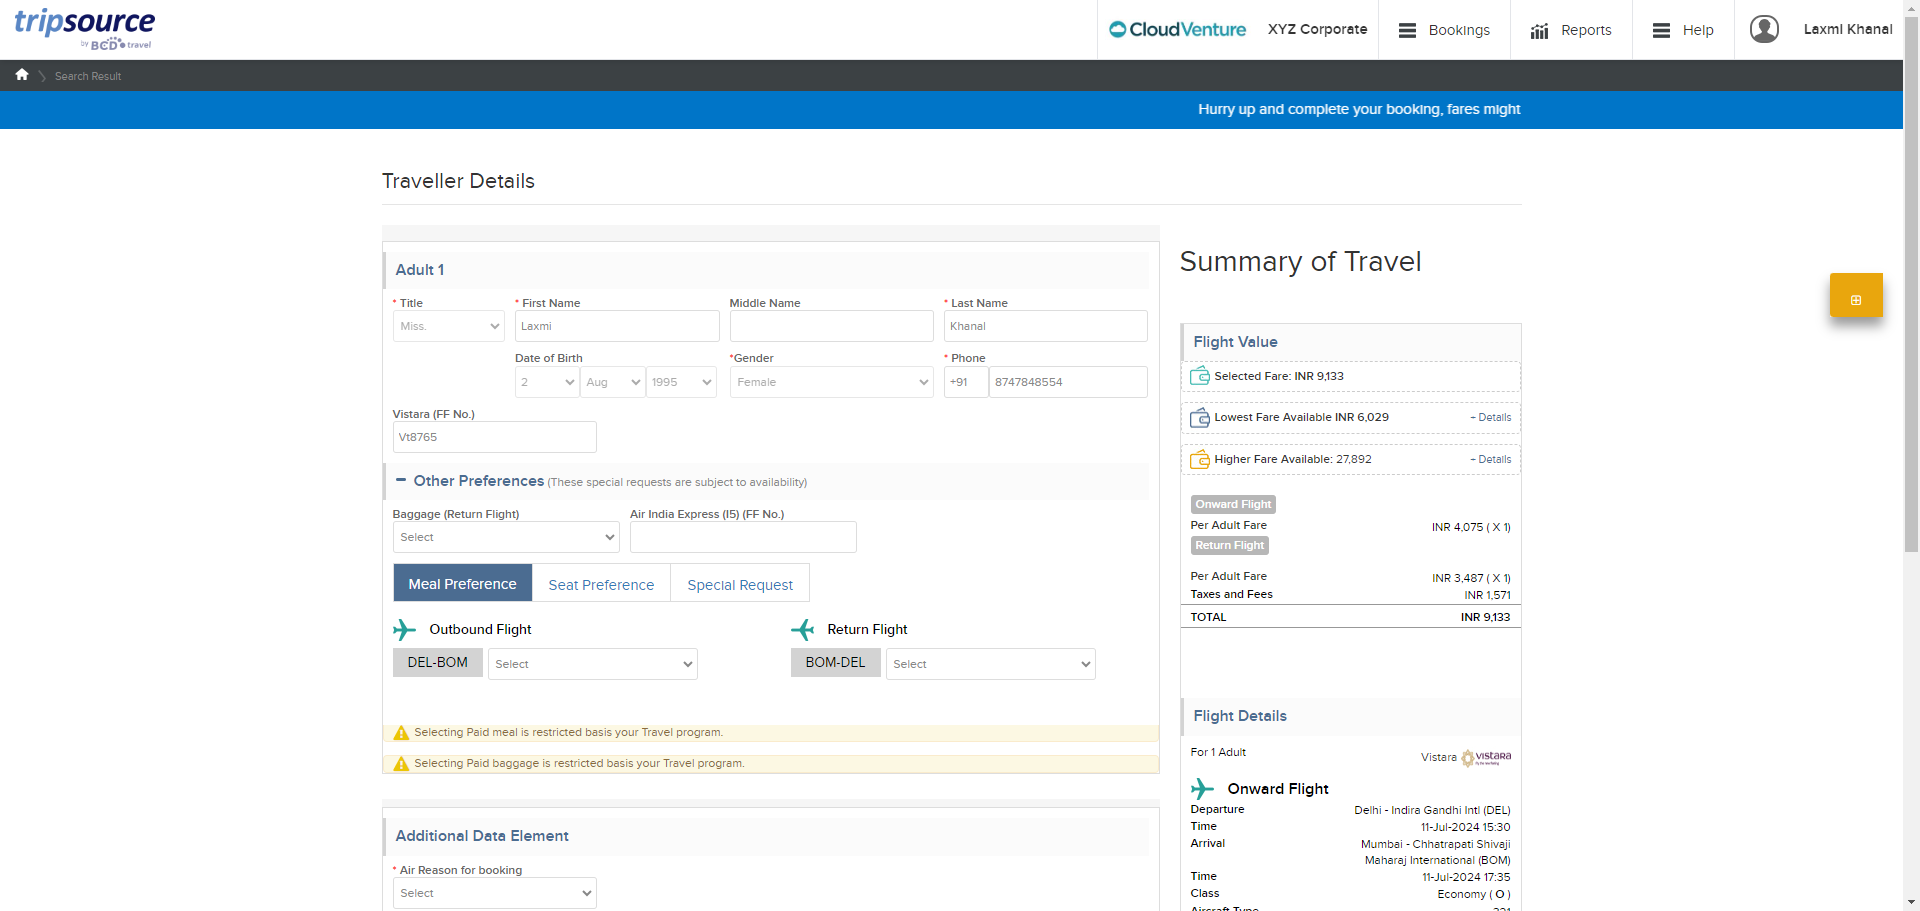 tripsource
by BCD travel
CloudVenture
XYZ Corporate
Bookings
Reports
Help
Laxmi Khanal
Search Result
Hurry up and complete your booking, fares might
Traveller Details
Adult 1
* Title
* First Name
Middle Name
* Last Name
Miss.
Laxmi
Khanal
Date of Birth
*Gender
* Phone
2
Aug
1995
Female
+91
8747848554
Vistara (FF No.)
Vt8765
− Other Preferences (These special requests are subject to availability)
Baggage (Return Flight)
Air India Express (I5) (FF No.)
Select
Meal Preference
Seat Preference
Special Request
Outbound Flight
Return Flight
DEL-BOM
Select
BOM-DEL
Select
Selecting Paid meal is restricted basis your Travel program.
Selecting Paid baggage is restricted basis your Travel program.
Additional Data Element
* Air Reason for booking
Select
Summary of Travel
Flight Value
Selected Fare: INR 9,133
Lowest Fare Available INR 6,029
+ Details
Higher Fare Available: 27,892
+ Details
Onward Flight
Per Adult Fare
INR 4,075 ( X 1)
Return Flight
Per Adult Fare
INR 3,487 ( X 1)
Taxes and Fees
INR 1,571
TOTAL
INR 9,133
Flight Details
For 1 Adult
Vistara
VISTARA
Onward Flight
Departure
Delhi - Indira Gandhi Intl (DEL)
Time
11-Jul-2024 15:30
Arrival
Mumbai - Chhatrapati Shivaji
Maharaj International (BOM)
Time
11-Jul-2024 17:35
Class
Economy ( O )
Aircraft Type
321